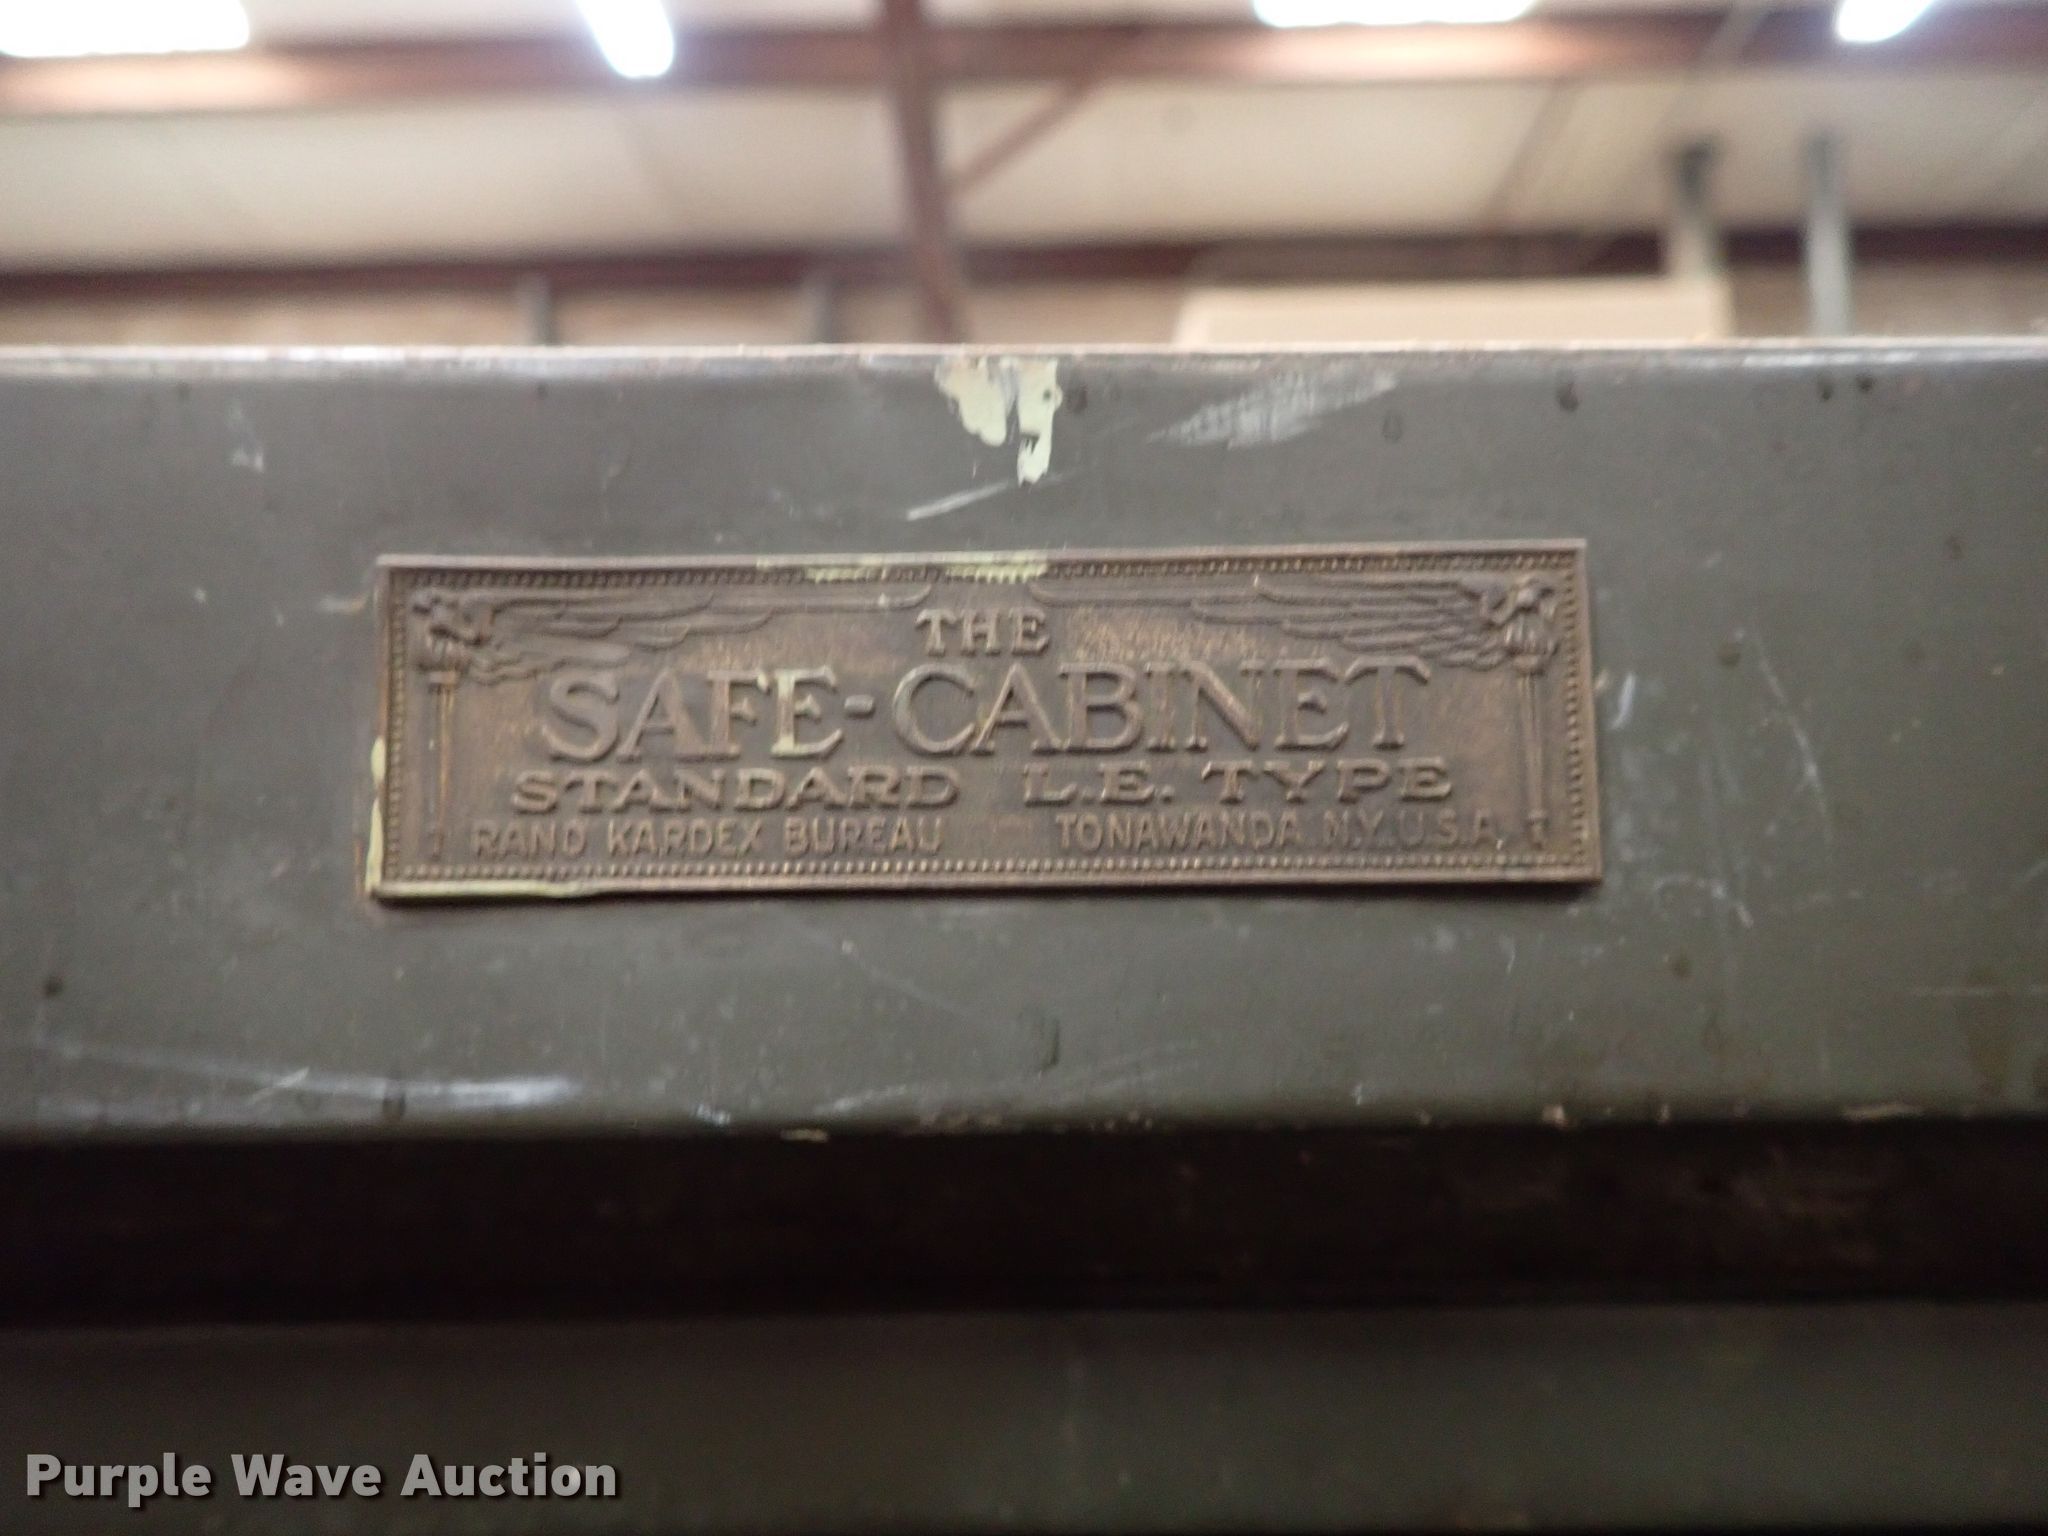 THE
SAFE-CABINET
STANDARD L.E. TYPE
RAND KARDEX BUREAU TONAWANDA. N.Y. U.S.A.
Purple Wave Auction